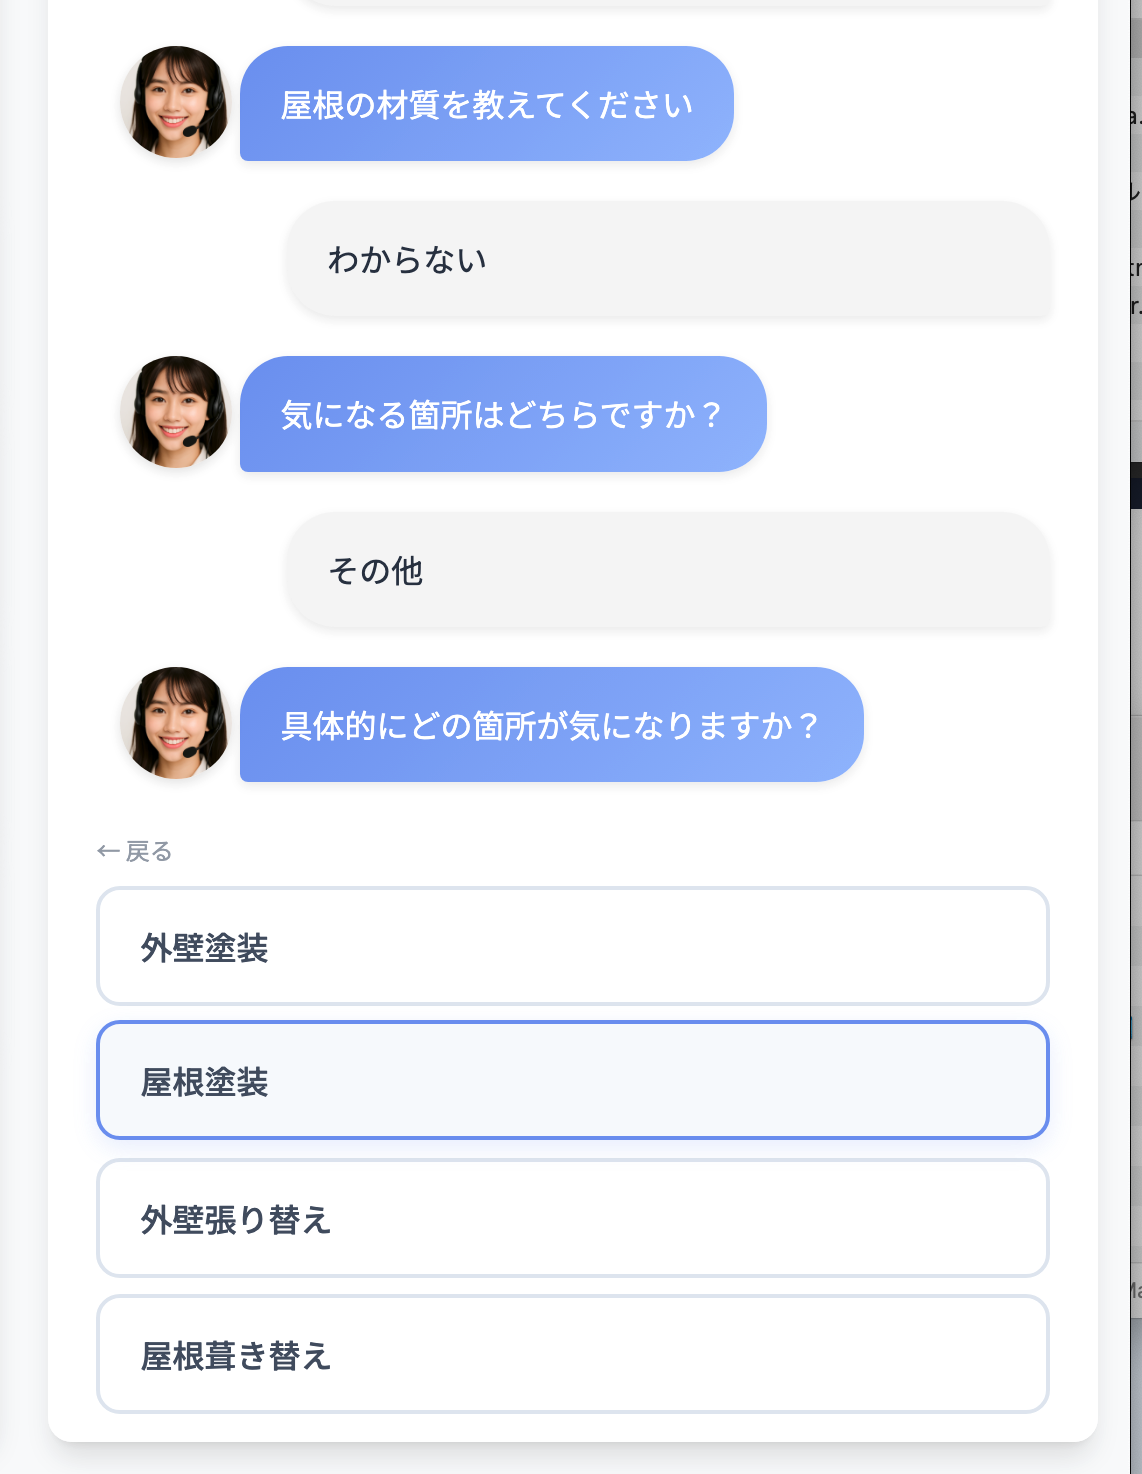 屋根の材質を教えてください
わからない
気になる箇所はどちらですか？
その他
具体的にどの箇所が気になりますか？
← 戻る
外壁塗装
屋根塗装
外壁張り替え
屋根葺き替え